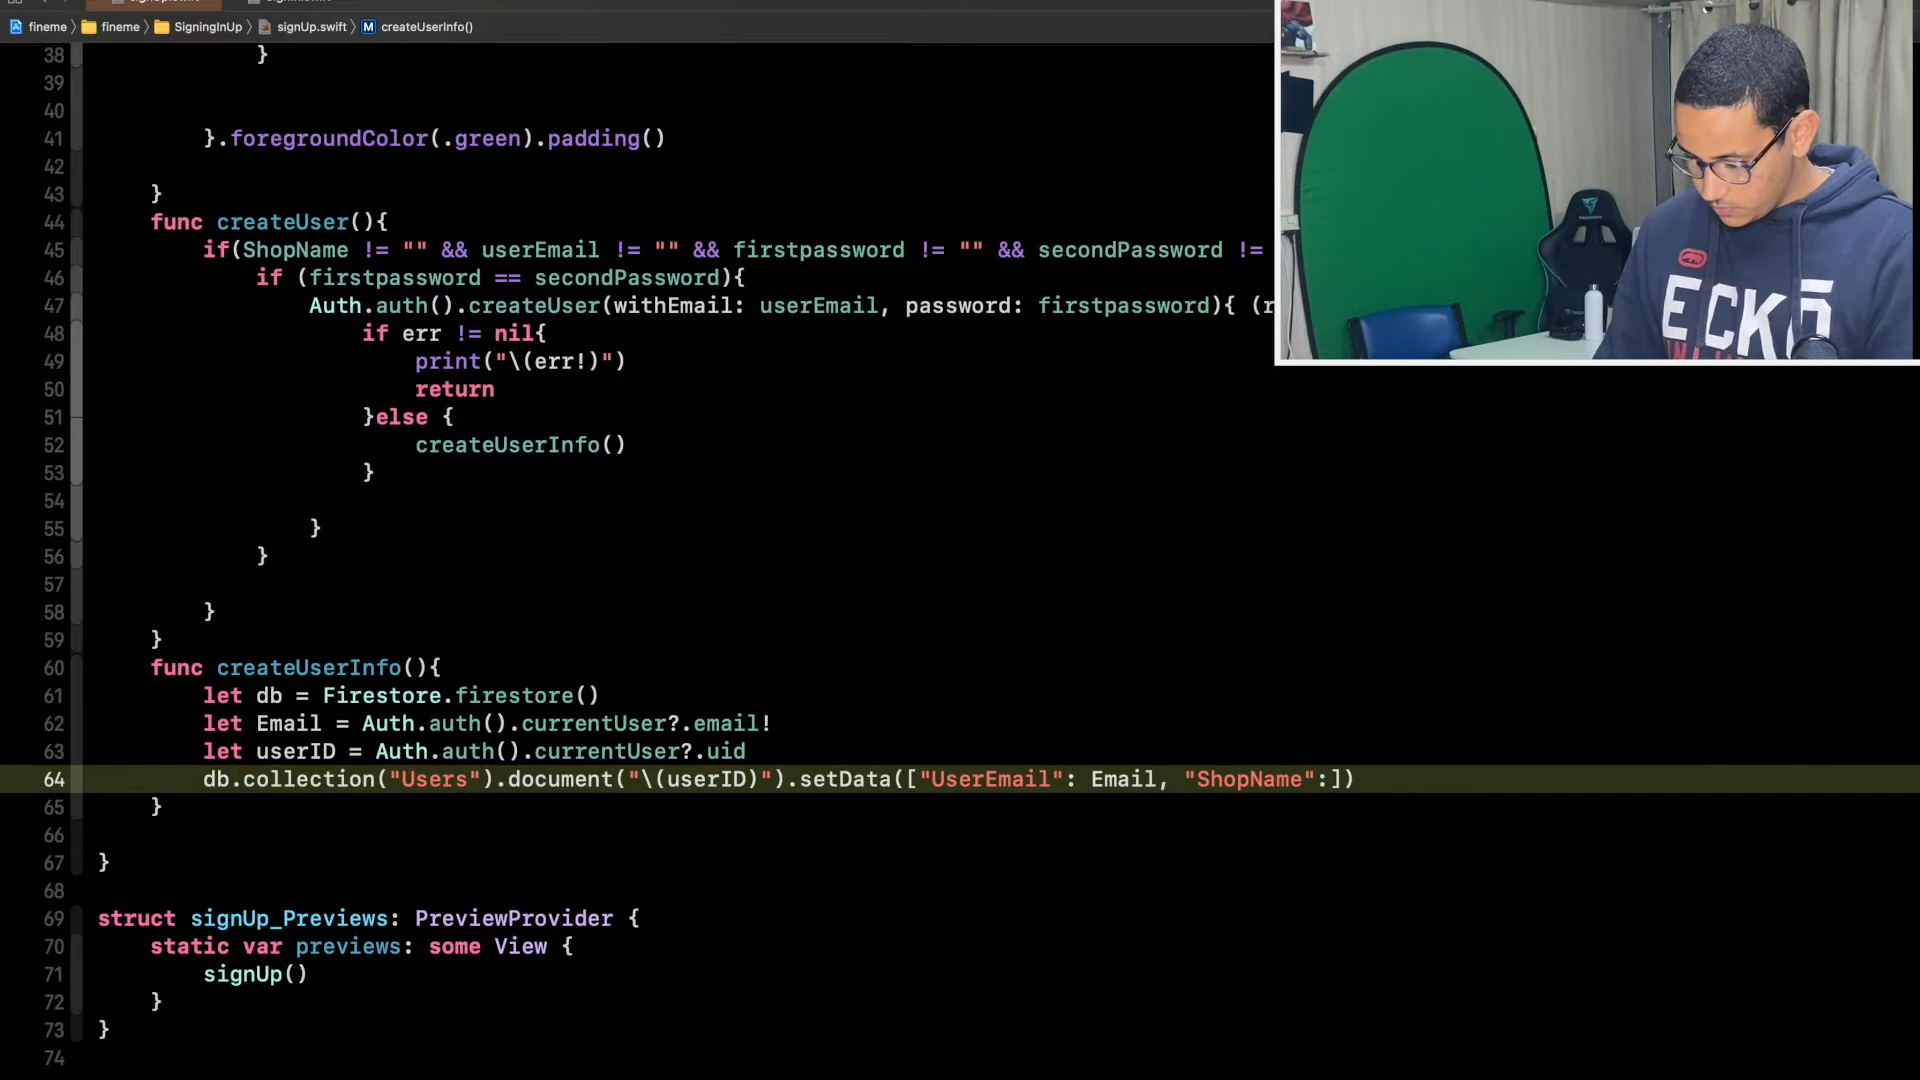 fineme fineme SigningInUp signUp.swift M createUserInfo()
38 }
39
40
41 }.foregroundColor(.green).padding()
42
43 }
44 func createUser(){
45 if(ShopName != "" && userEmail != "" && firstpassword != "" && secondPassword !=
46 if (firstpassword == secondPassword){
47 Auth.auth().createUser(withEmail: userEmail, password: firstpassword){ (r
48 if err != nil{
49 print("\(err!)")
50 return
51 }else {
52 createUserInfo()
53 }
54
55 }
56 }
57
58 }
59 }
60 func createUserInfo(){
61 let db = Firestore.firestore()
62 let Email = Auth.auth().currentUser?.email!
63 let userID = Auth.auth().currentUser?.uid
64 db.collection("Users").document("\(userID)").setData(["UserEmail": Email, "ShopName":])
65 }
66
67 }
68
69 struct signUp_Previews: PreviewProvider {
70 static var previews: some View {
71 signUp()
72 }
73 }
74
ECKŌ